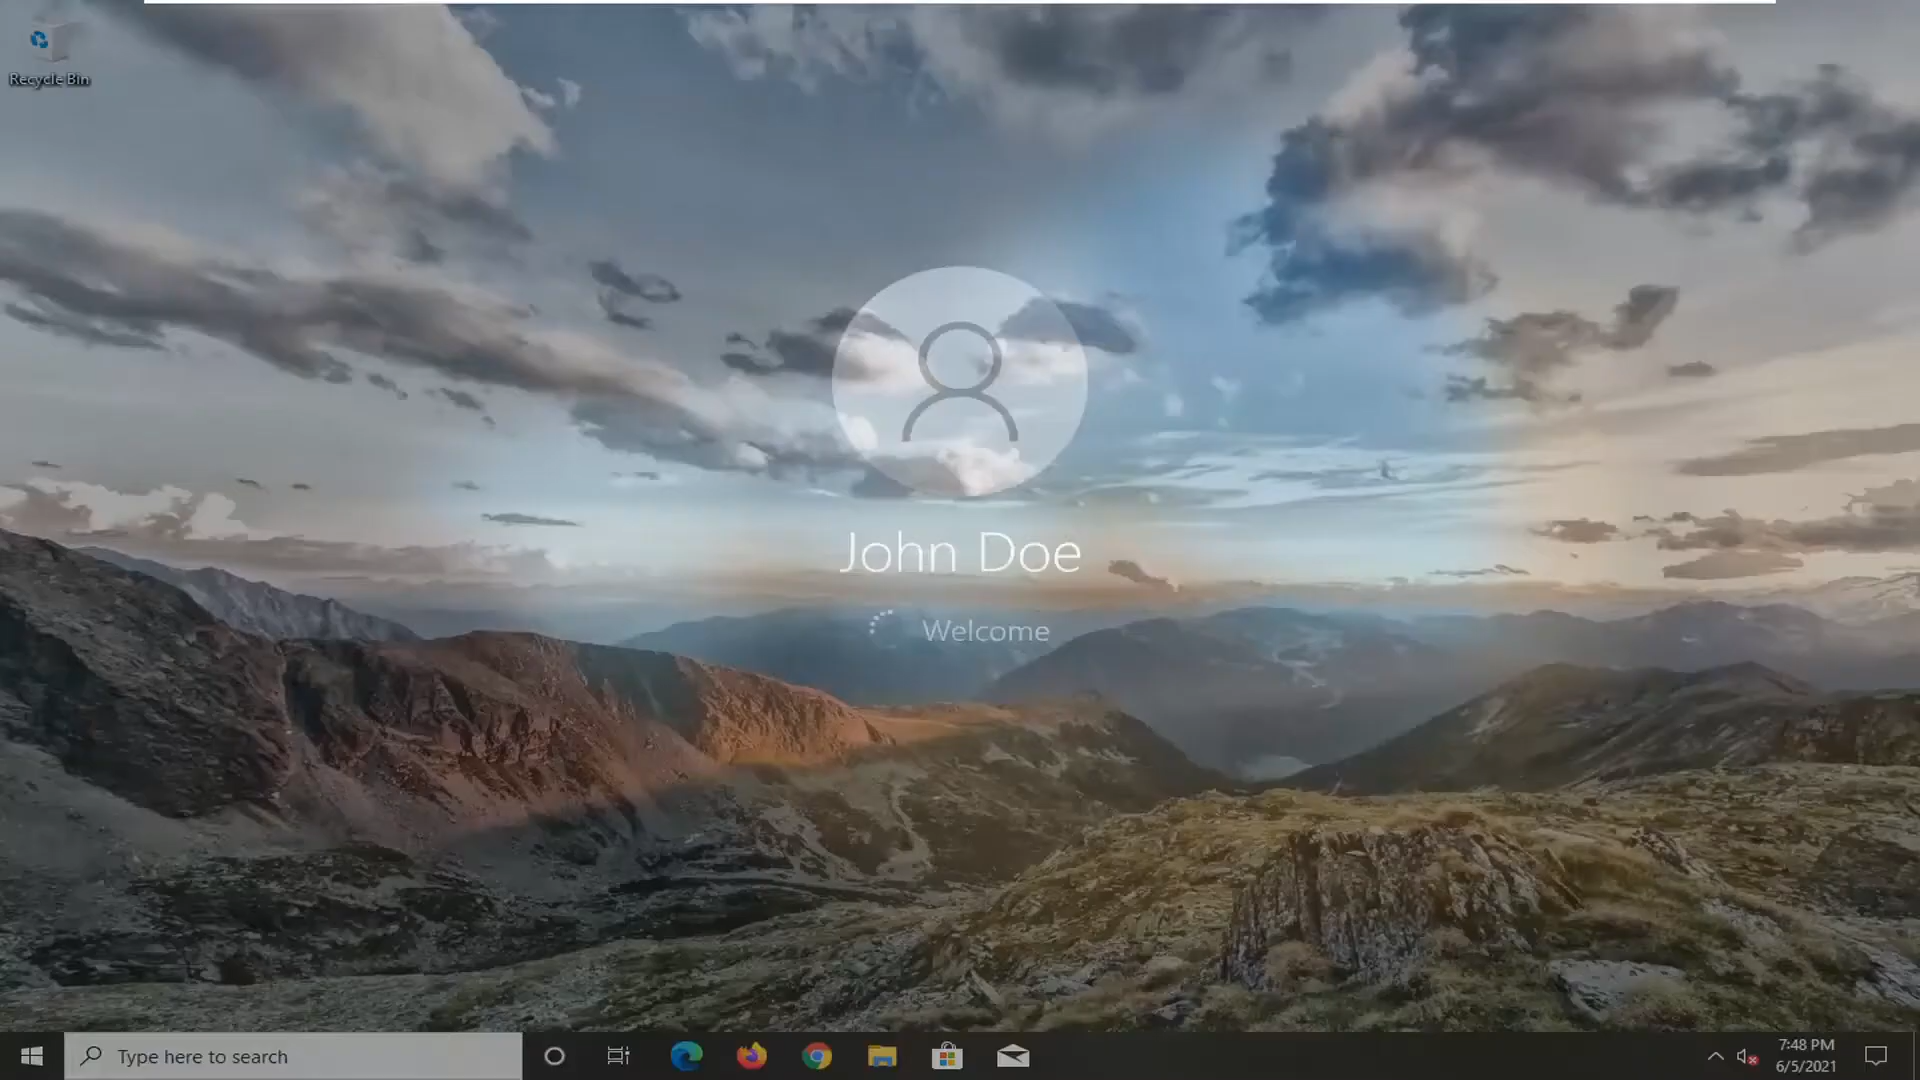 Recycle Bin
John Doe
Welcome
Type here to search
7:48 PM
6/5/2021